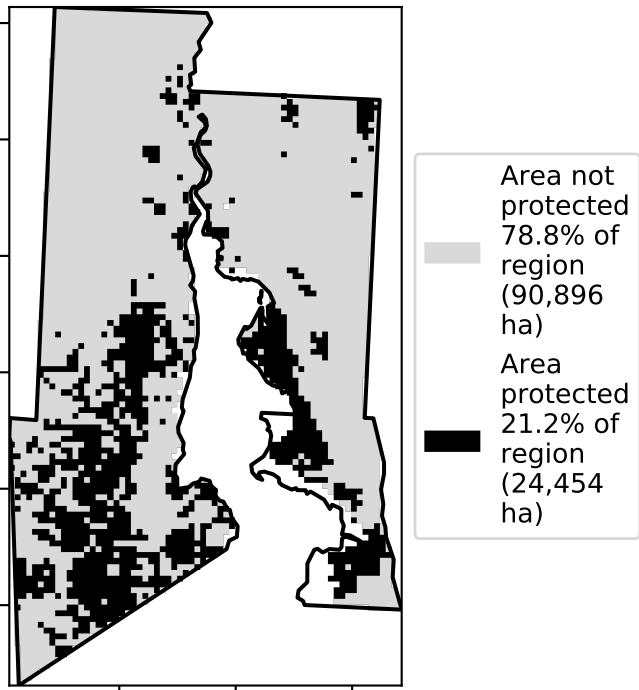 Area not
protected
78.8% of
region
(90,896
ha)
Area
protected
21.2% of
region
(24,454
ha)